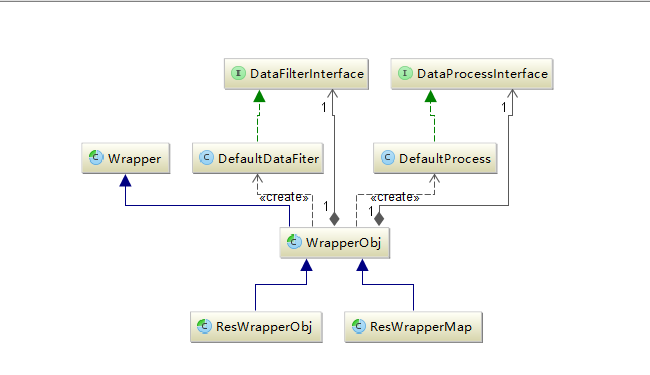 I DataFilterInterface
I DataProcessInterface
1
1
C Wrapper
C DefaultDataFiter
C DefaultProcess
«create»
1
1
«create»
C WrapperObj
C ResWrapperObj
C ResWrapperMap